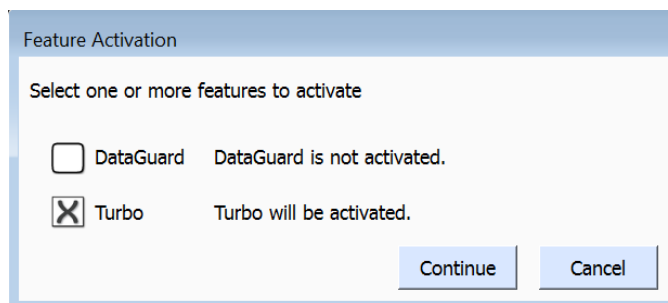 Feature Activation
Select one or more features to activate
DataGuard DataGuard is not activated.
Turbo Turbo will be activated.
Continue Cancel